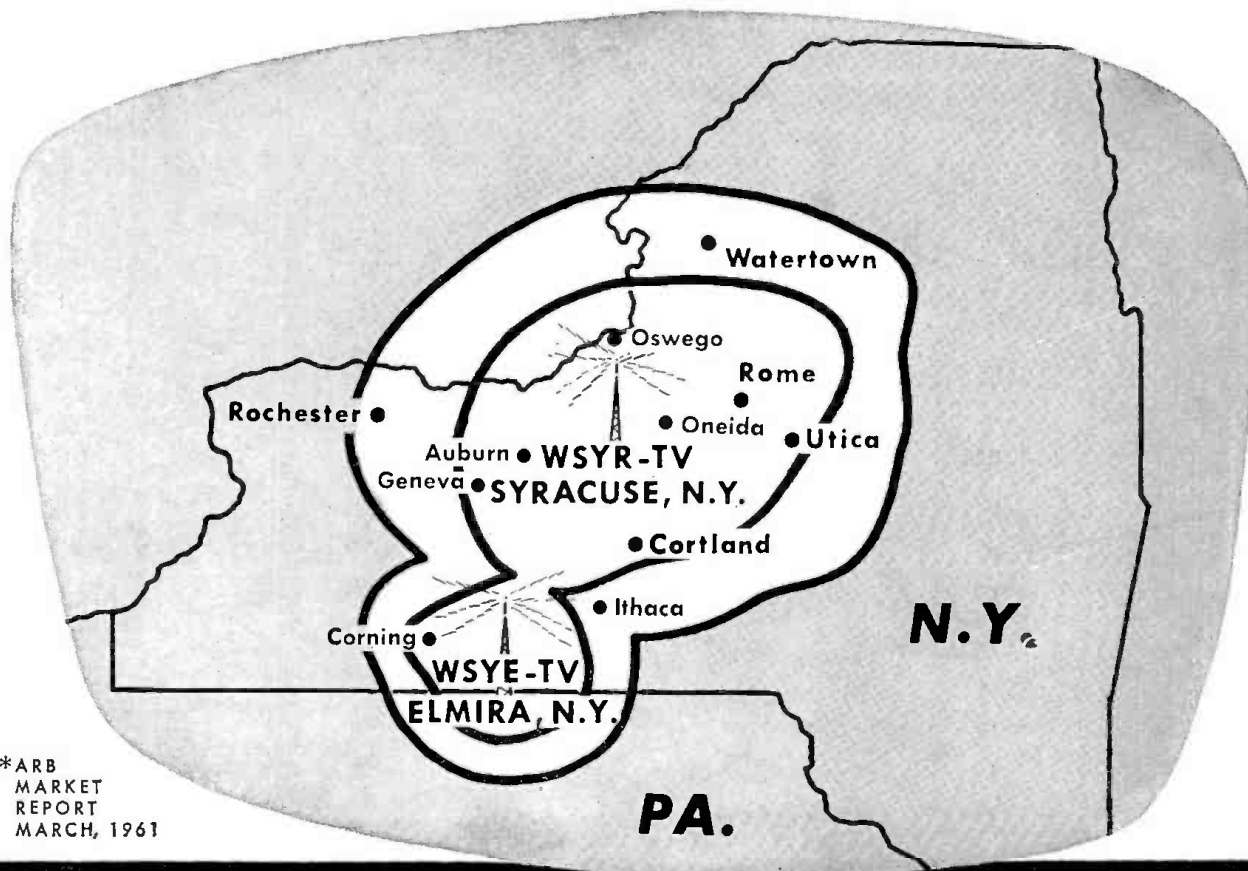 Watertown
Oswego
Rome
Rochester
Oneida
Utica
Auburn
WSYR-TV
Geneva
SYRACUSE, N.Y.
Cortland
Ithaca
N.Y.
Corning
WSYE-TV
ELMIRA, N.Y.
*ARB
MARKET
REPORT
MARCH, 1961
PA.